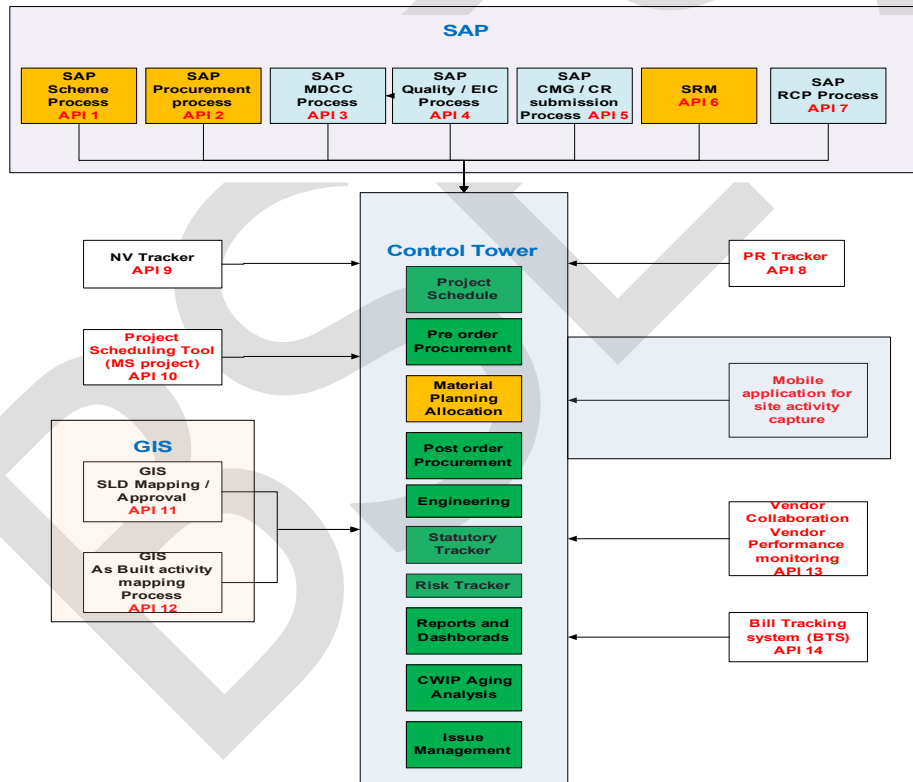 SAP
SAP
Scheme
Process
API 1
SAP
Procurement
process
API 2
SAP
MDCC
Process
API 3
SAP
Quality / EIC
Process
API 4
SAP
CMG / CR
submission
Process API 5
SRM
API 6
SAP
RCP Process
API 7
Control Tower
NV Tracker
API 9
Project
Scheduling Tool
(MS project)
API 10
GIS
GIS
SLD Mapping /
Approval
API 11
GIS
As Built activity
mapping
Process
API 12
Project
Schedule
Pre order
Procurement
Material
Planning
Allocation
Post order
Procurement
Engineering
Statutory
Tracker
Risk Tracker
Reports and
Dashborads
CWIP Aging
Analysis
Issue
Management
PR Tracker
API 8
Mobile
application for
site activity
capture
Vendor
Collaboration
Vendor
Performance
monitoring
API 13
Bill Tracking
system (BTS)
API 14